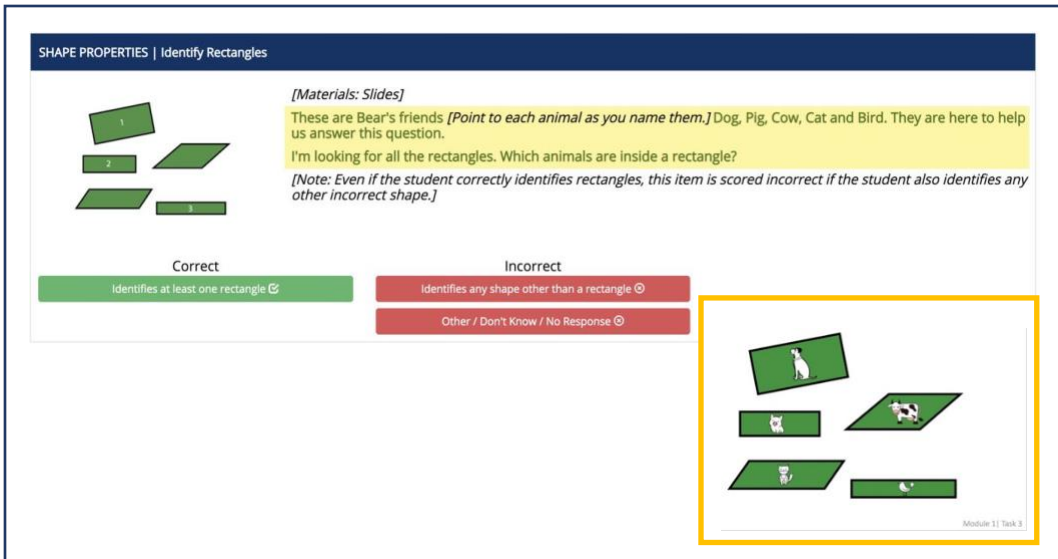 SHAPE PROPERTIES | Identify Rectangles
[Materials: Slides]
These are Bear's friends [Point to each animal as you name them.] Dog, Pig, Cow, Cat and Bird. They are here to help
us answer this question.
I'm looking for all the rectangles. Which animals are inside a rectangle?
[Note: Even if the student correctly identifies rectangles, this item is scored incorrect if the student also identifies any
other incorrect shape.]
1
2
3
Correct
Incorrect
Identifies at least one rectangle
Identifies any shape other than a rectangle
Other / Don't Know / No Response
Module 1| Task 3